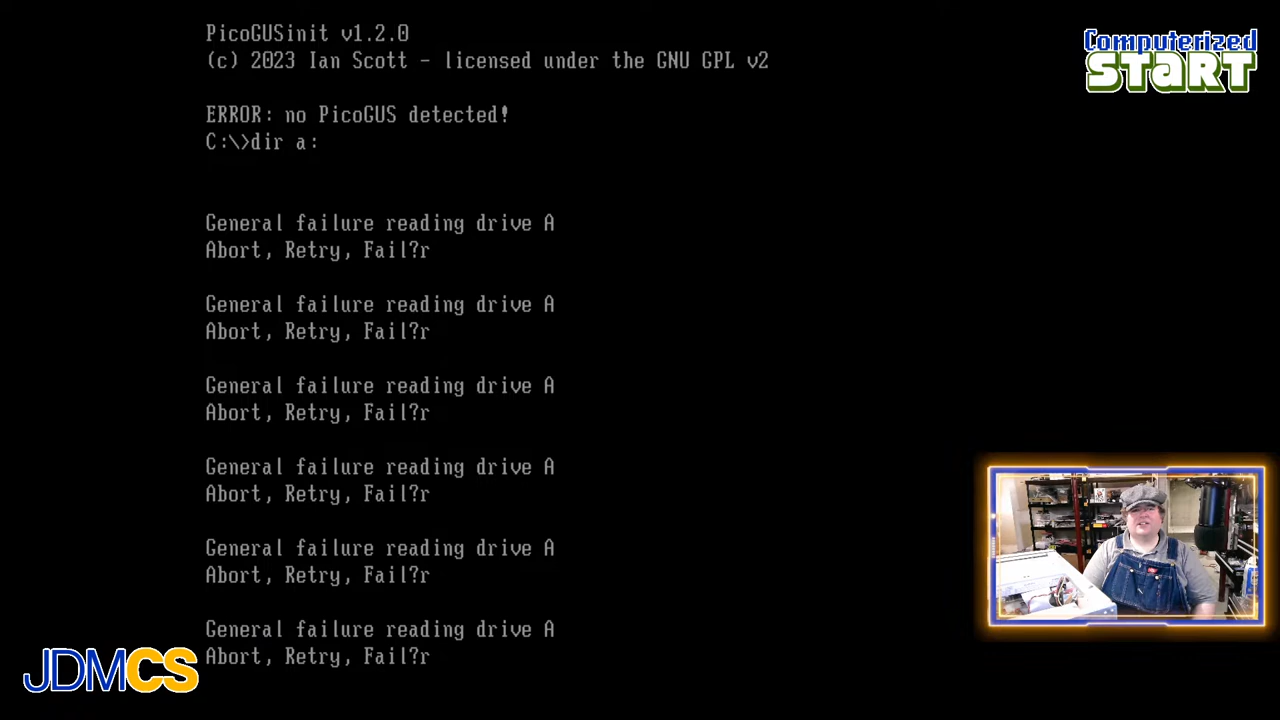 PicoGUSinit v1.2.0
(c) 2023 Ian Scott - licensed under the GNU GPL v2
Computerized
START
ERROR: no PicoGUS detected!
C:\>dir a:
General failure reading drive A
Abort, Retry, Fail?r
General failure reading drive A
Abort, Retry, Fail?r
General failure reading drive A
Abort, Retry, Fail?r
General failure reading drive A
Abort, Retry, Fail?r
General failure reading drive A
Abort, Retry, Fail?r
General failure reading drive A
Abort, Retry, Fail?r
JDMCS